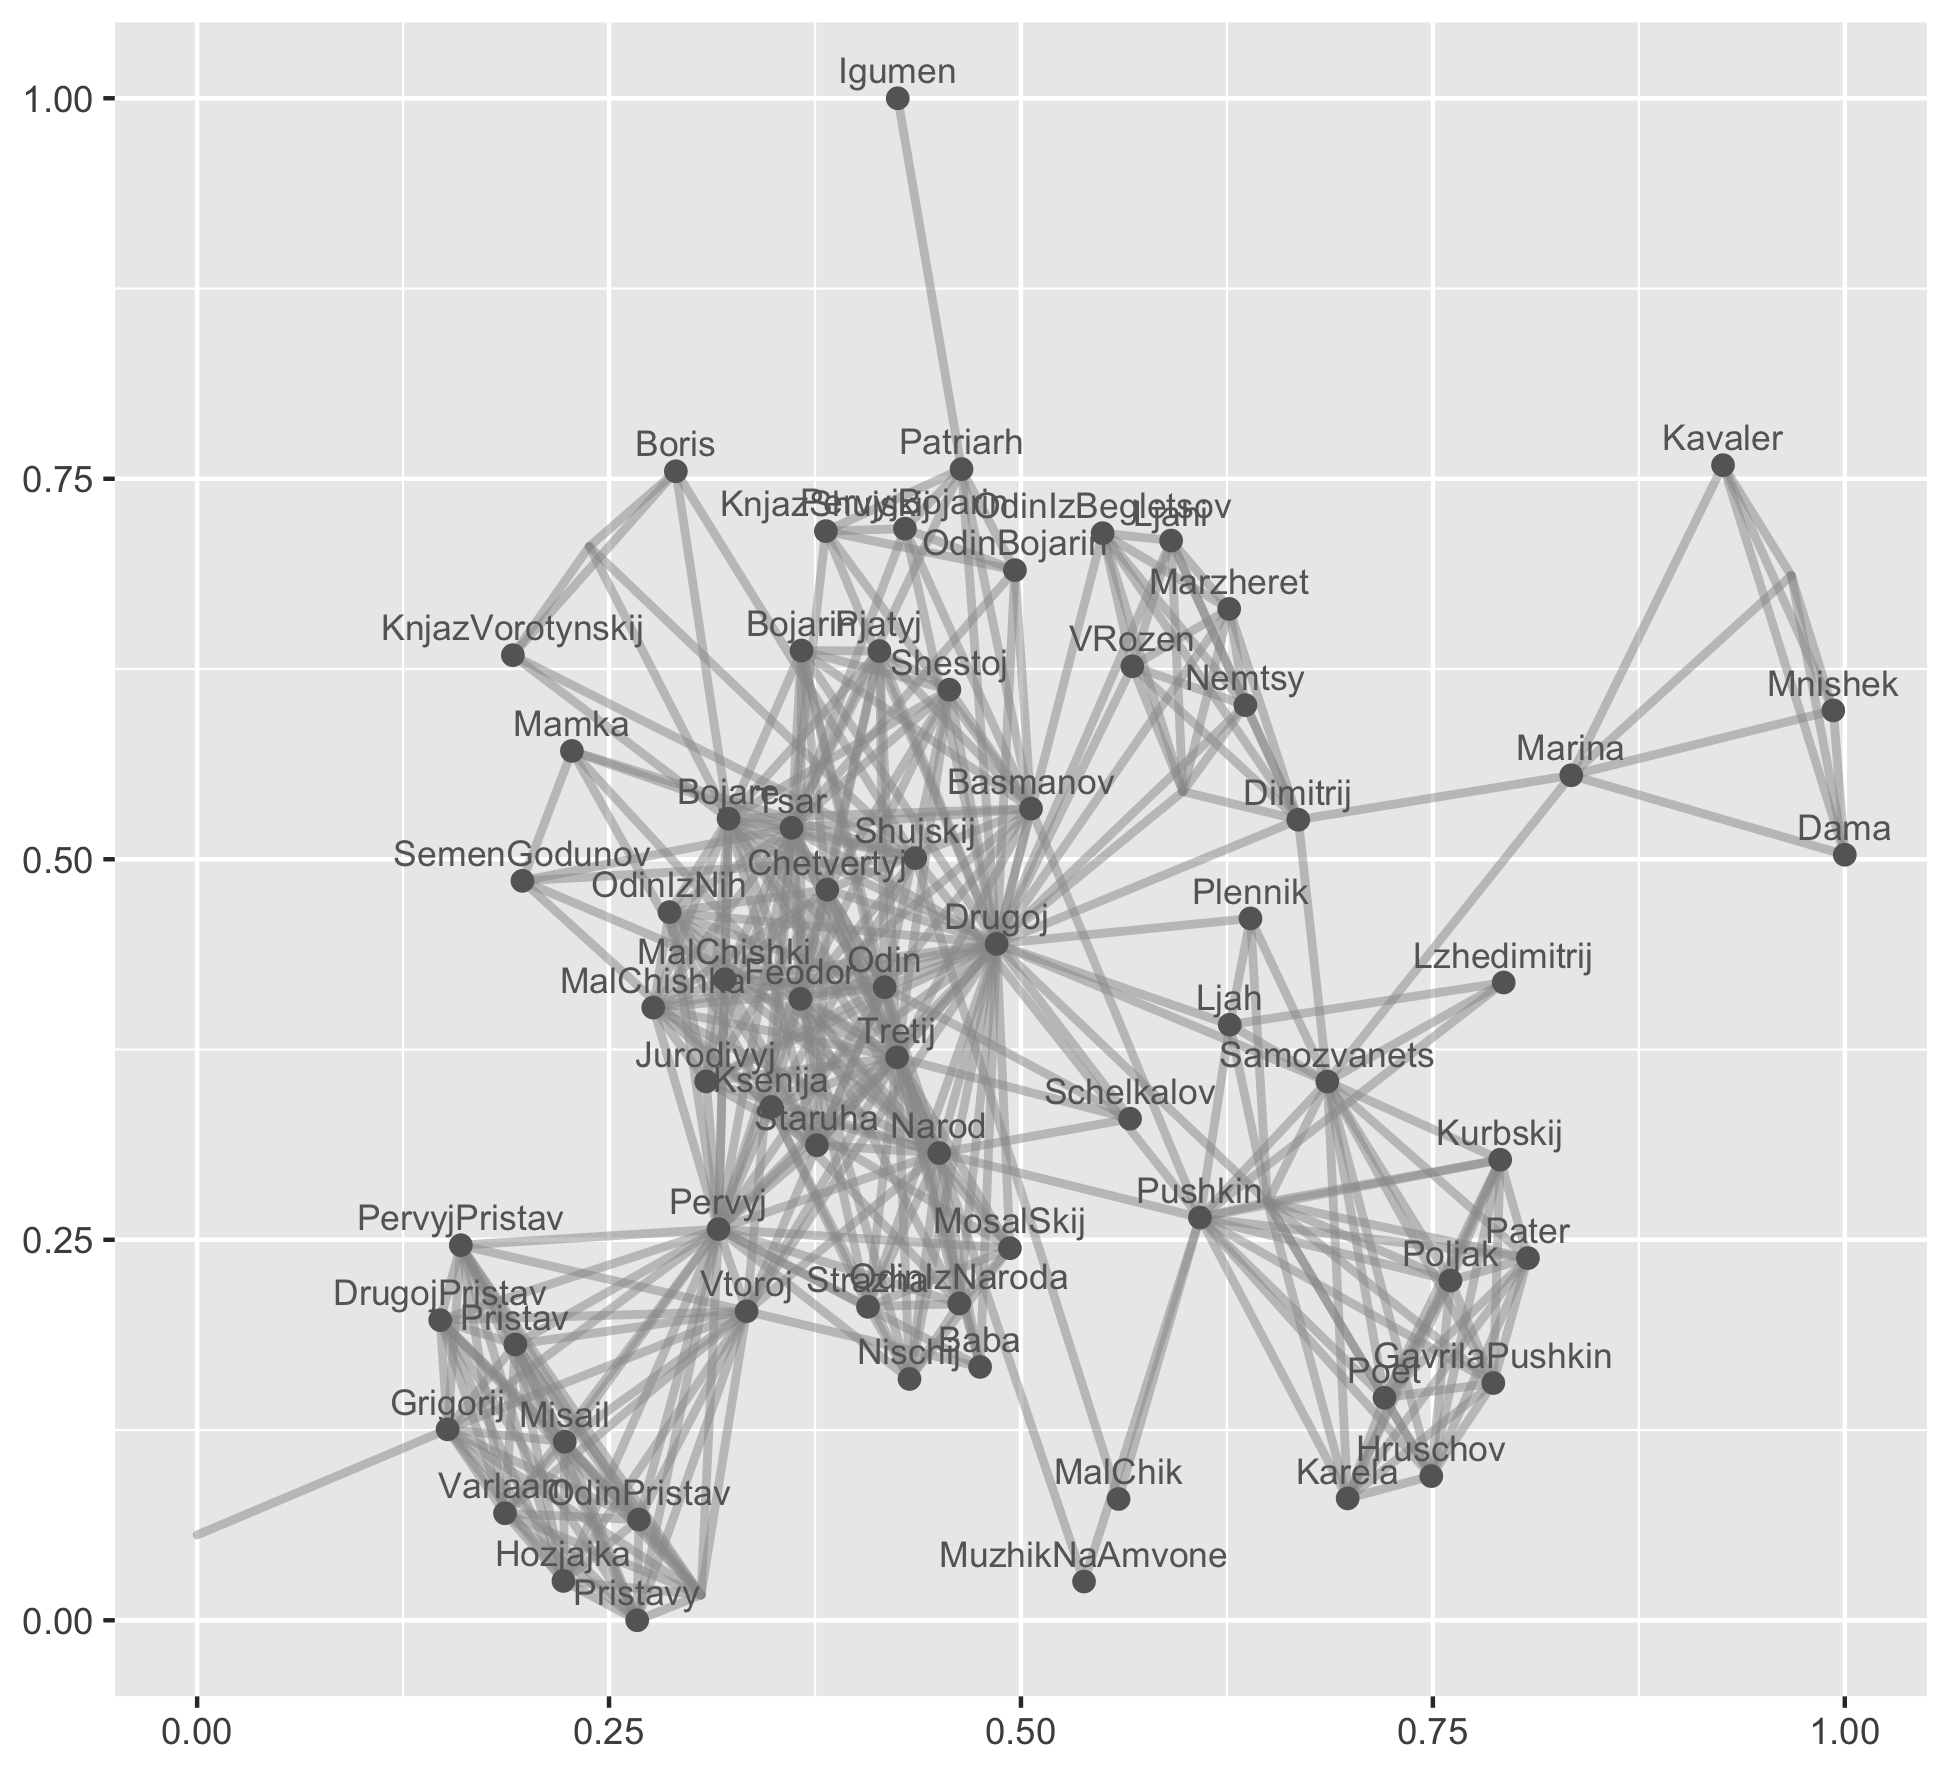 Igumen
1.00
Boris
Patriarh
Kavaler
0.75
KnjazShujskij
PervyjBojarin
OdinIzBegletsov
Ljahi
OdinBojarin
Marzheret
KnjazVorotynskij
Bojarin
Pjatyj
VRozen
Shestoj
Nemtsy
Mnishek
Mamka
Marina
Basmanov
Bojare
Tsar
Dimitrij
Shujskij
Dama
0.50
SemenGodunov
Chetvertyj
OdinIzNih
Plennik
Drugoj
MalChishki
Odin
Lzhedimitrij
MalChishka
Feodor
Ljah
Tretij
Jurodivyj
Samozvanets
Ksenija
Schelkalov
Staruha
Narod
Kurbskij
Pervyj
Pushkin
PervyjPristav
MosalSkij
Pater
0.25
Poljak
DrugojPristav
Vtoroj
Strazha
OdinIzNaroda
Pristav
Baba
Nischij
GavrilaPushkin
Poet
Grigorij
Misail
Hruschov
MalChik
Karela
Varlaam
OdinPristav
Hozjajka
MuzhikNaAmvone
Pristavy
0.00
0.00
0.25
0.50
0.75
1.00